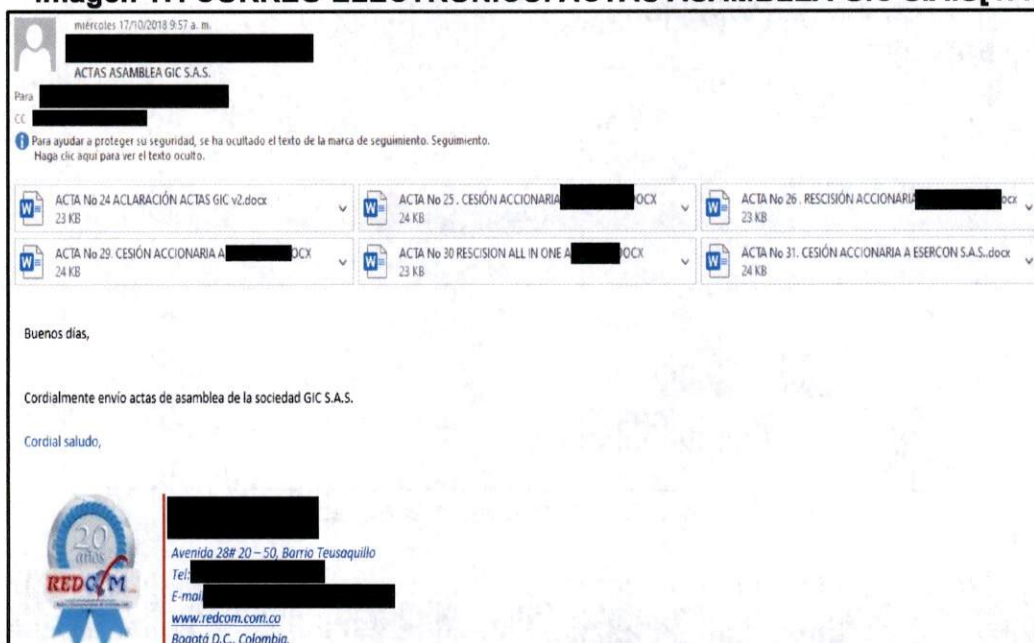 miércoles 17/10/2018 9:57 a. m.
ACTAS ASAMBLEA GIC S.A.S.
Para
CC
Para ayudar a proteger su seguridad, se ha ocultado el texto de la marca de seguimiento. Seguimiento.
Haga clic aquí para ver el texto oculto.
ACTA No 24 ACLARACIÓN ACTAS GIC v2.docx
23 KB
ACTA No 25 . CESIÓN ACCIONARIA OCX
24 KB
ACTA No 26 . RESCISIÓN ACCIONARIA ocx
23 KB
ACTA No 29. CESIÓN ACCIONARIA A OCX
24 KB
ACTA No 30 RESCISION ALL IN ONE A OCX
23 KB
ACTA No 31. CESIÓN ACCIONARIA A ESERCON S.A.S..docx
24 KB
Buenos días,
Cordialmente envío actas de asamblea de la sociedad GIC S.A.S.
Cordial saludo,
20
años
REDCOM
Avenida 28# 20 – 50, Barrio Teusaquillo
Tel:
E-mail
www.redcom.com.co
Bogotá D.C., Colombia.